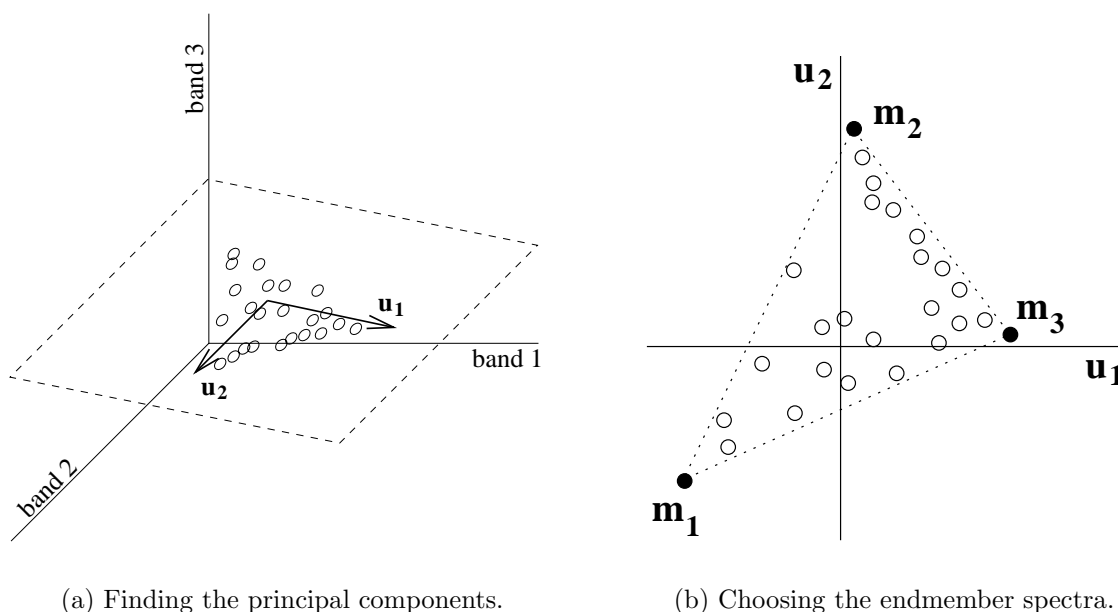 band 3
u1
band 1
u2
band 2
(a) Finding the principal components.
u2
m2
m3
u1
m1
(b) Choosing the endmember spectra.